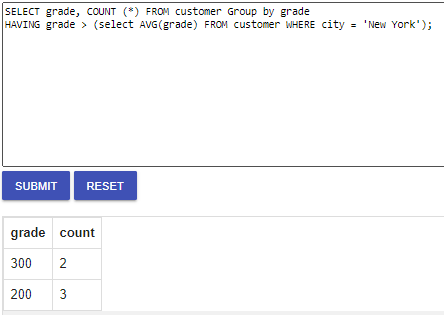 SELECT grade, COUNT (*) FROM customer Group by grade
HAVING grade > (select AVG(grade) FROM customer WHERE city = 'New York');
SUBMIT RESET
grade count
300 2
200 3